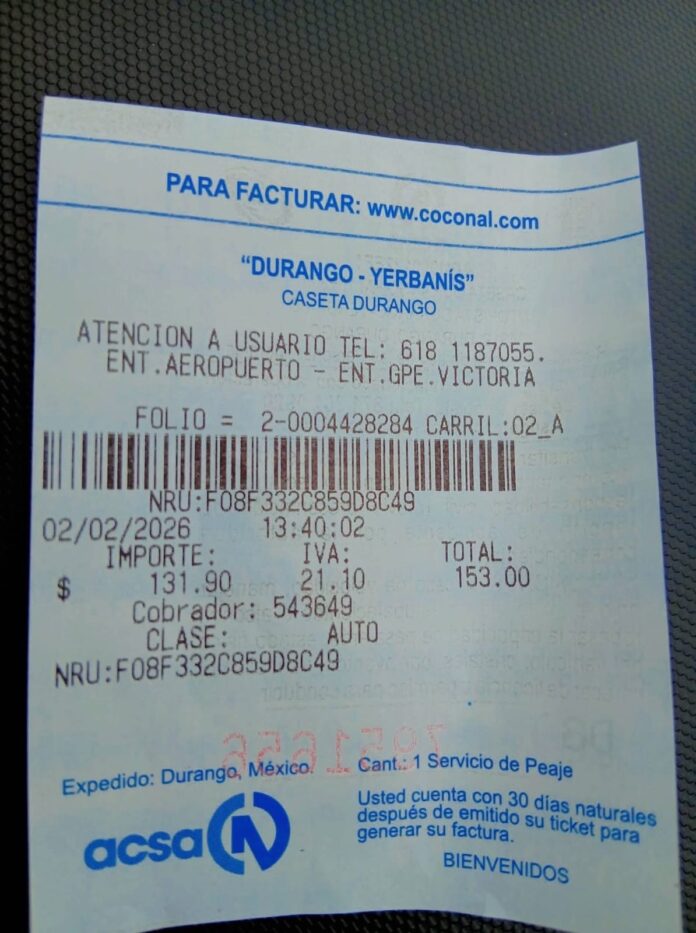 PARA FACTURAR: www.coconal.com
“DURANGO - YERBANÍS”
CASETA DURANGO
ATENCION A USUARIO TEL: 618 1187055.
ENT.AEROPUERTO - ENT.GPE.VICTORIA
FOLIO = 2-0004428284 CARRIL:02_A
NRU:F08F332C859D8C49
02/02/2026 13:40:02
IMPORTE: IVA: TOTAL:
$ 131.90 21.10 153.00
Cobrador: 543649
CLASE: AUTO
NRU:F08F332C859D8C49
7951656
Expedido: Durango, México. Cant.: 1 Servicio de Peaje
Usted cuenta con 30 días naturales
después de emitido su ticket para
generar su factura.
acsa
BIENVENIDOS